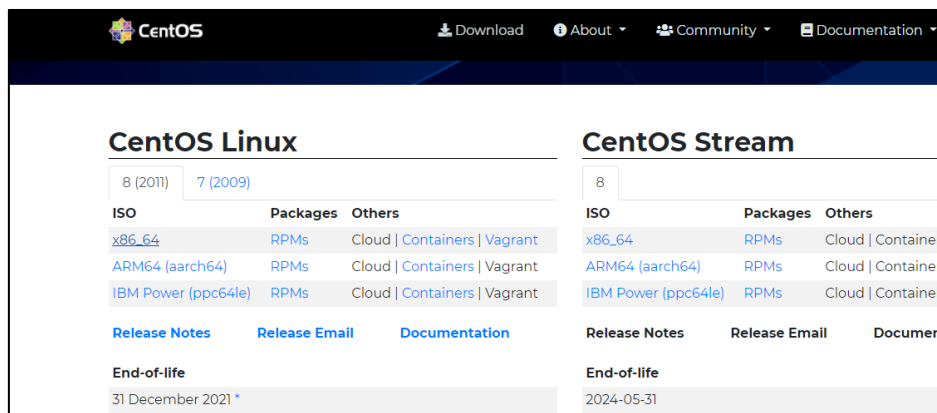 CentOS Download About Community Documentation
CentOS Linux
8 (2011) 7 (2009)
ISO Packages Others
x86_64 RPMs Cloud | Containers | Vagrant
ARM64 (aarch64) RPMs Cloud | Containers | Vagrant
IBM Power (ppc64le) RPMs Cloud | Containers | Vagrant
Release Notes Release Email Documentation
End-of-life
31 December 2021 *
CentOS Stream
8
ISO Packages Others
x86_64 RPMs Cloud | Containe
ARM64 (aarch64) RPMs Cloud | Containe
IBM Power (ppc64le) RPMs Cloud | Containe
Release Notes Release Email Documen
End-of-life
2024-05-31